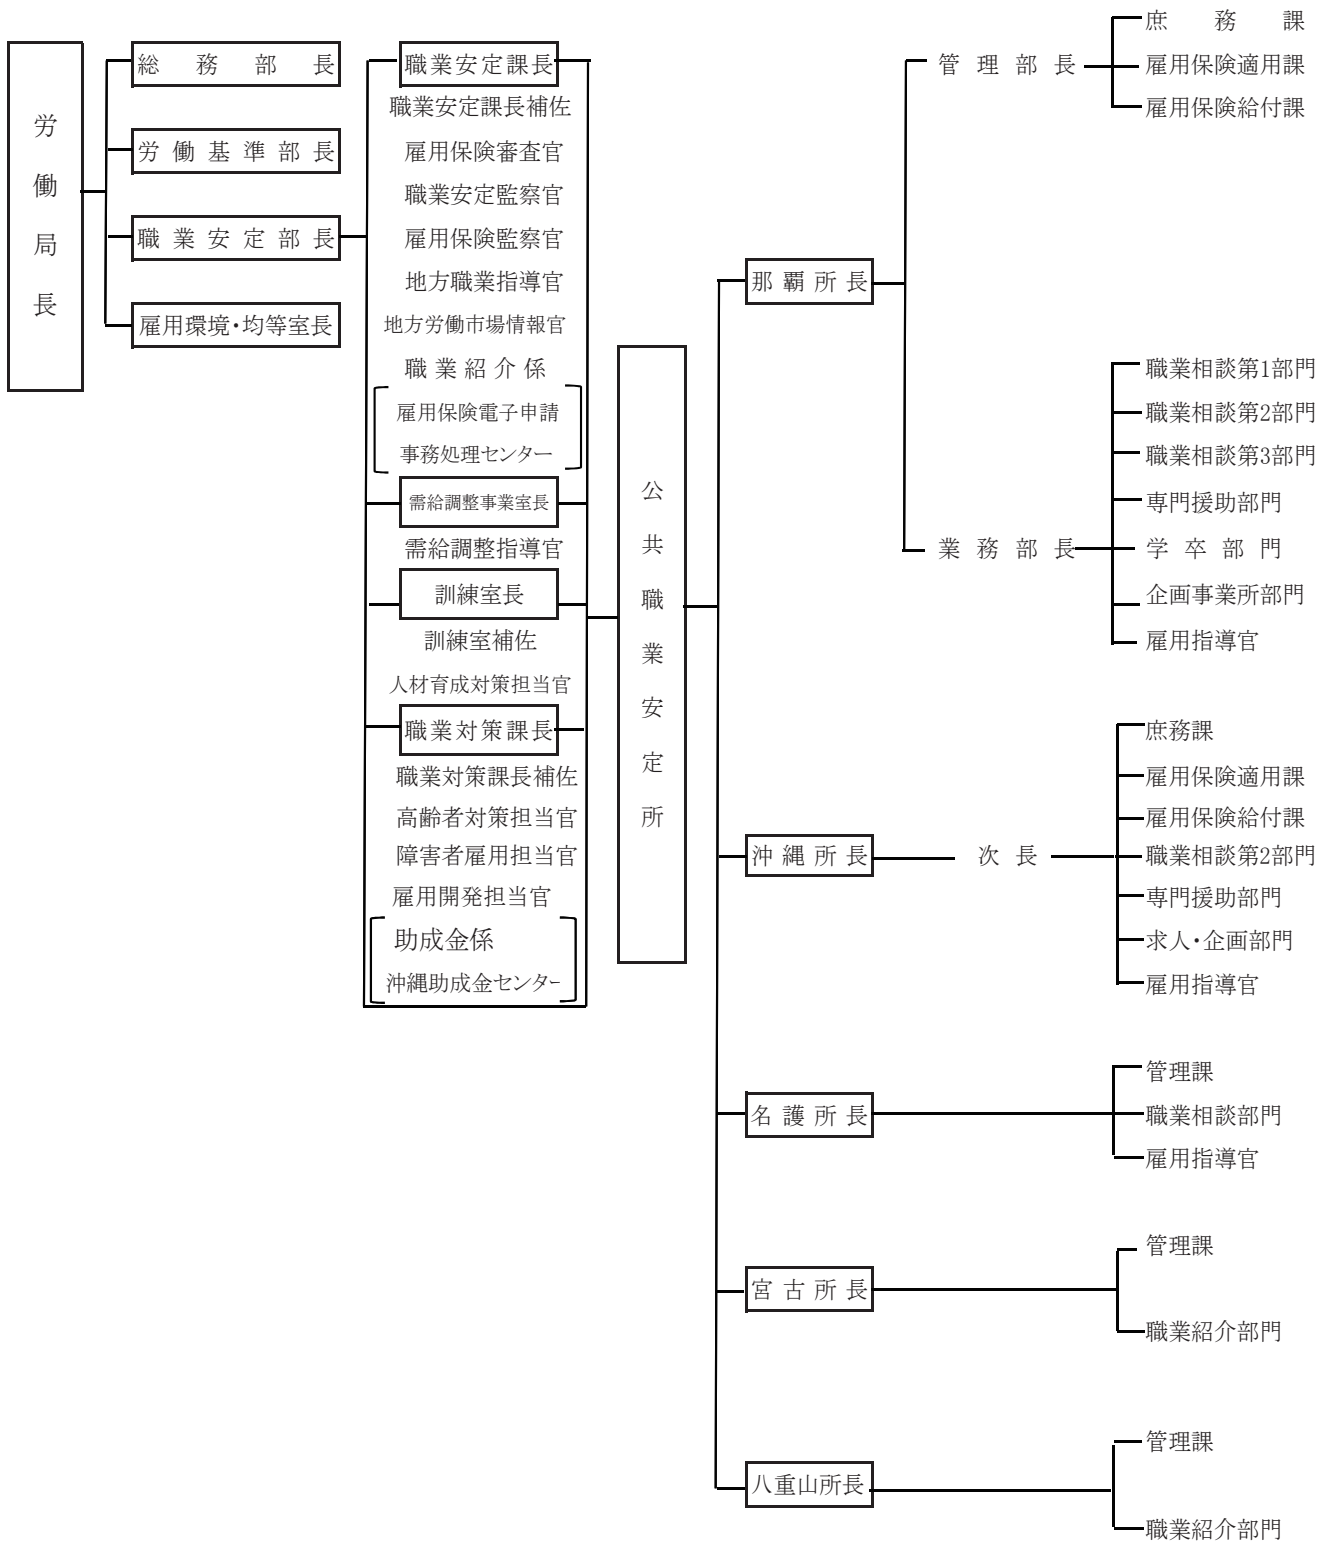 労働局長
総務部長
労働基準部長
職業安定部長
雇用環境・均等室長
職業安定課長
職業安定課長補佐
雇用保険審査官
職業安定監察官
雇用保険監察官
地方職業指導官
地方労働市場情報官
職業紹介係
雇用保険電子申請
事務処理センター
需給調整事業室長
需給調整指導官
訓練室長
訓練室補佐
人材育成対策担当官
職業対策課長
職業対策課長補佐
高齢者対策担当官
障害者雇用担当官
雇用開発担当官
助成金係
沖縄助成金センター
公共職業安定所
那覇所長
管理部長
庶務課
雇用保険適用課
雇用保険給付課
業務部長
職業相談第1部門
職業相談第2部門
職業相談第3部門
専門援助部門
学卒部門
企画事業所部門
雇用指導官
沖縄所長
次長
庶務課
雇用保険適用課
雇用保険給付課
職業相談第2部門
専門援助部門
求人・企画部門
雇用指導官
名護所長
管理課
職業相談部門
雇用指導官
宮古所長
管理課
職業紹介部門
八重山所長
管理課
職業紹介部門